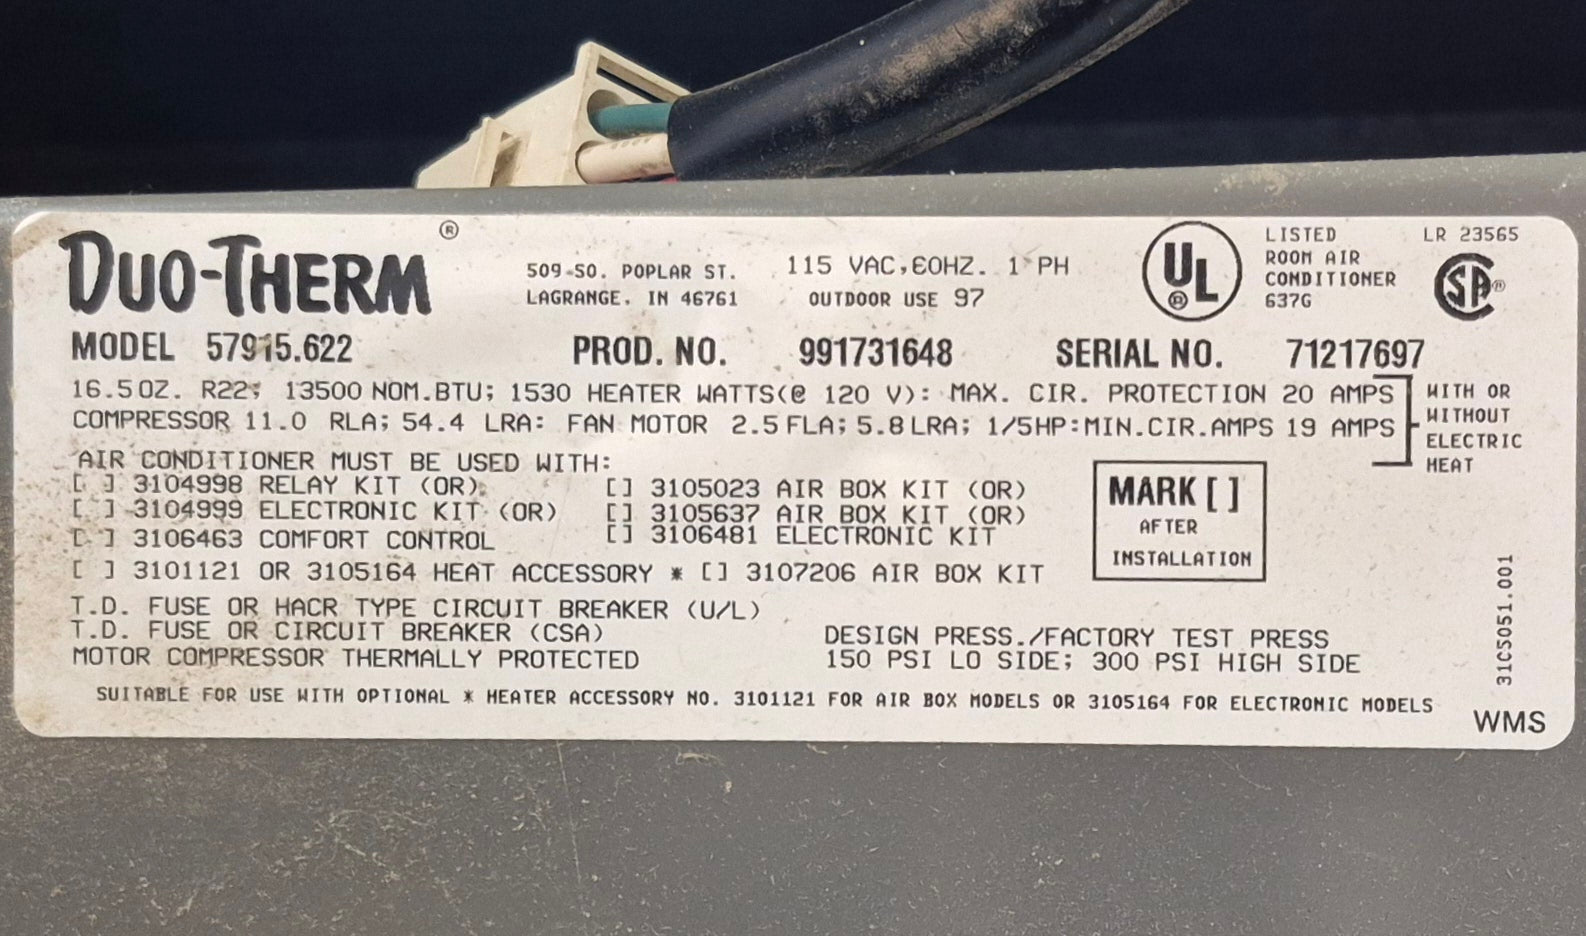 DUO-THERM ®
509 SO. POPLAR ST.
LAGRANGE, IN 46761
115 VAC, 60HZ. 1 PH
OUTDOOR USE 97
UL ®
LISTED
ROOM AIR
CONDITIONER
637G
LR 23565
SA ®
MODEL 57915.622 PROD. NO. 991731648 SERIAL NO. 71217697
16.5 OZ. R22; 13500 NOM.BTU; 1530 HEATER WATTS(@ 120 V): MAX. CIR. PROTECTION 20 AMPS
COMPRESSOR 11.0 RLA; 54.4 LRA: FAN MOTOR 2.5 FLA; 5.8 LRA; 1/5HP:MIN.CIR.AMPS 19 AMPS
WITH OR
WITHOUT
ELECTRIC
HEAT
AIR CONDITIONER MUST BE USED WITH:
[ ] 3104998 RELAY KIT (OR) [] 3105023 AIR BOX KIT (OR)
[ ] 3104999 ELECTRONIC KIT (OR) [] 3105637 AIR BOX KIT (OR)
[ ] 3106463 COMFORT CONTROL [] 3106481 ELECTRONIC KIT
[ ] 3101121 OR 3105164 HEAT ACCESSORY * [] 3107206 AIR BOX KIT
MARK [ ]
AFTER
INSTALLATION
T.D. FUSE OR HACR TYPE CIRCUIT BREAKER (U/L)
T.D. FUSE OR CIRCUIT BREAKER (CSA)
MOTOR COMPRESSOR THERMALLY PROTECTED
DESIGN PRESS./FACTORY TEST PRESS
150 PSI LO SIDE; 300 PSI HIGH SIDE
31C5051.001
SUITABLE FOR USE WITH OPTIONAL * HEATER ACCESSORY NO. 3101121 FOR AIR BOX MODELS OR 3105164 FOR ELECTRONIC MODELS
WMS